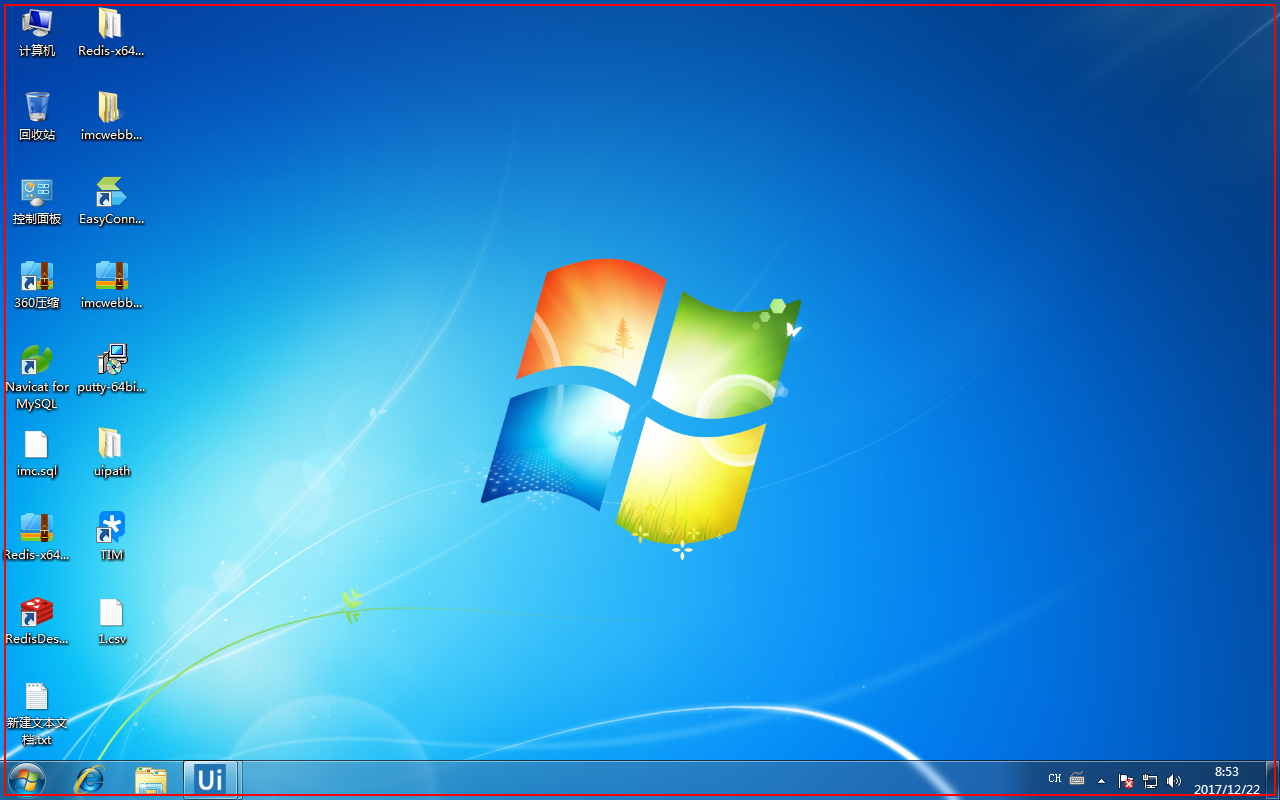 计算机
回收站
控制面板
360压缩
Navicat for
MySQL
imc.sql
Redis-x64...
RedisDes...
新建文本文
档.txt
Redis-x64...
imcwebb...
EasyConn...
imcwebb...
putty-64bi...
uipath
TIM
1.csv
Ui
CH
8:53
2017/12/22